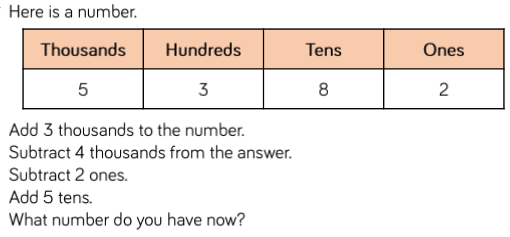 Here is a number.
Thousands Hundreds Tens Ones
5 3 8 2
Add 3 thousands to the number.
Subtract 4 thousands from the answer.
Subtract 2 ones.
Add 5 tens.
What number do you have now?